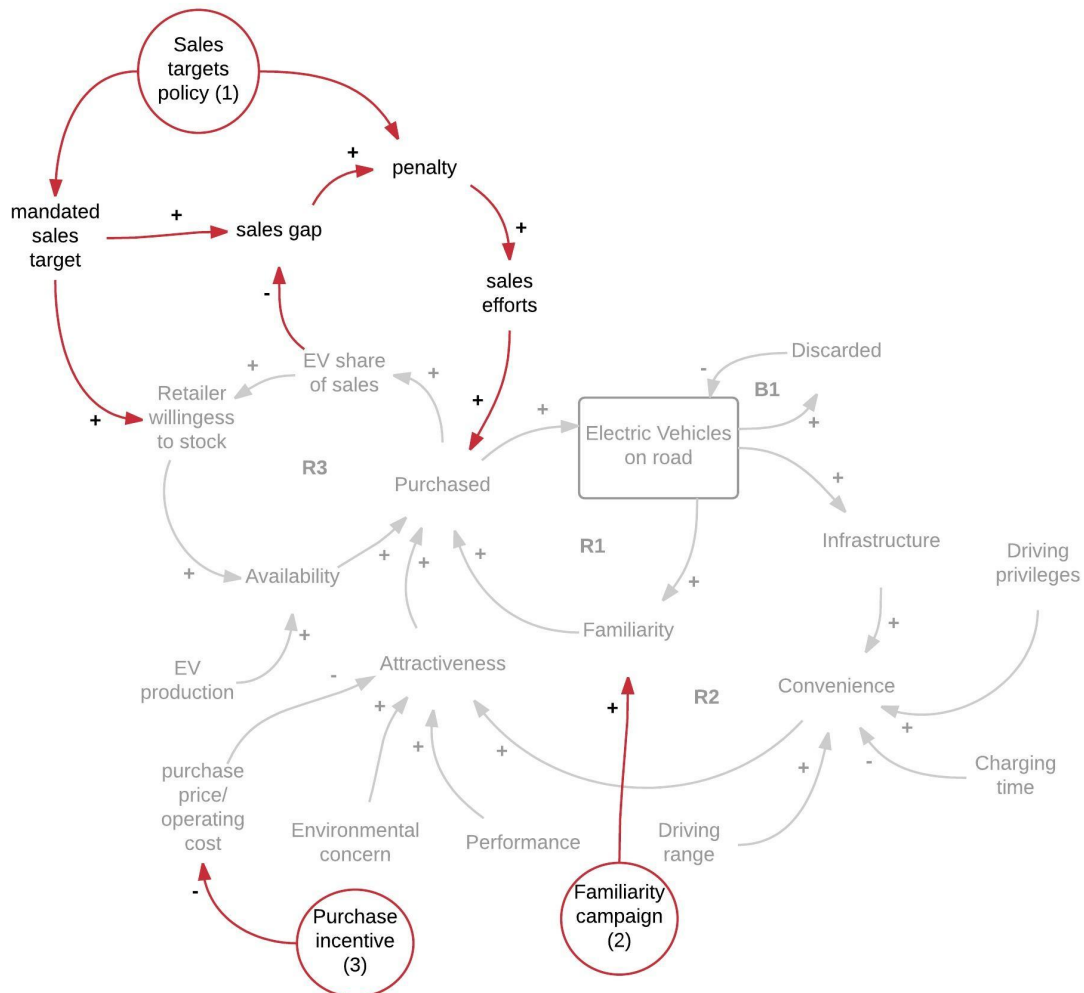 Sales
targets
policy (1)
+
penalty
mandated
sales
target
+
sales gap
+
sales
efforts
-
EV share
of sales
+
+
Discarded
-
B1
+
Retailer
willingess
to stock
+
+
+
Electric Vehicles
on road
R3
Purchased
+
R1
Infrastructure
Driving
privileges
+
Availability
+
+
+
+
Familiarity
+
+
EV
production
-
Attractiveness
+
R2
Convenience
+
+
+
+
+
-
Charging
time
purchase
price/
operating
cost
Environmental
concern
Performance
Driving
range
-
Purchase
incentive
(3)
Familiarity
campaign
(2)